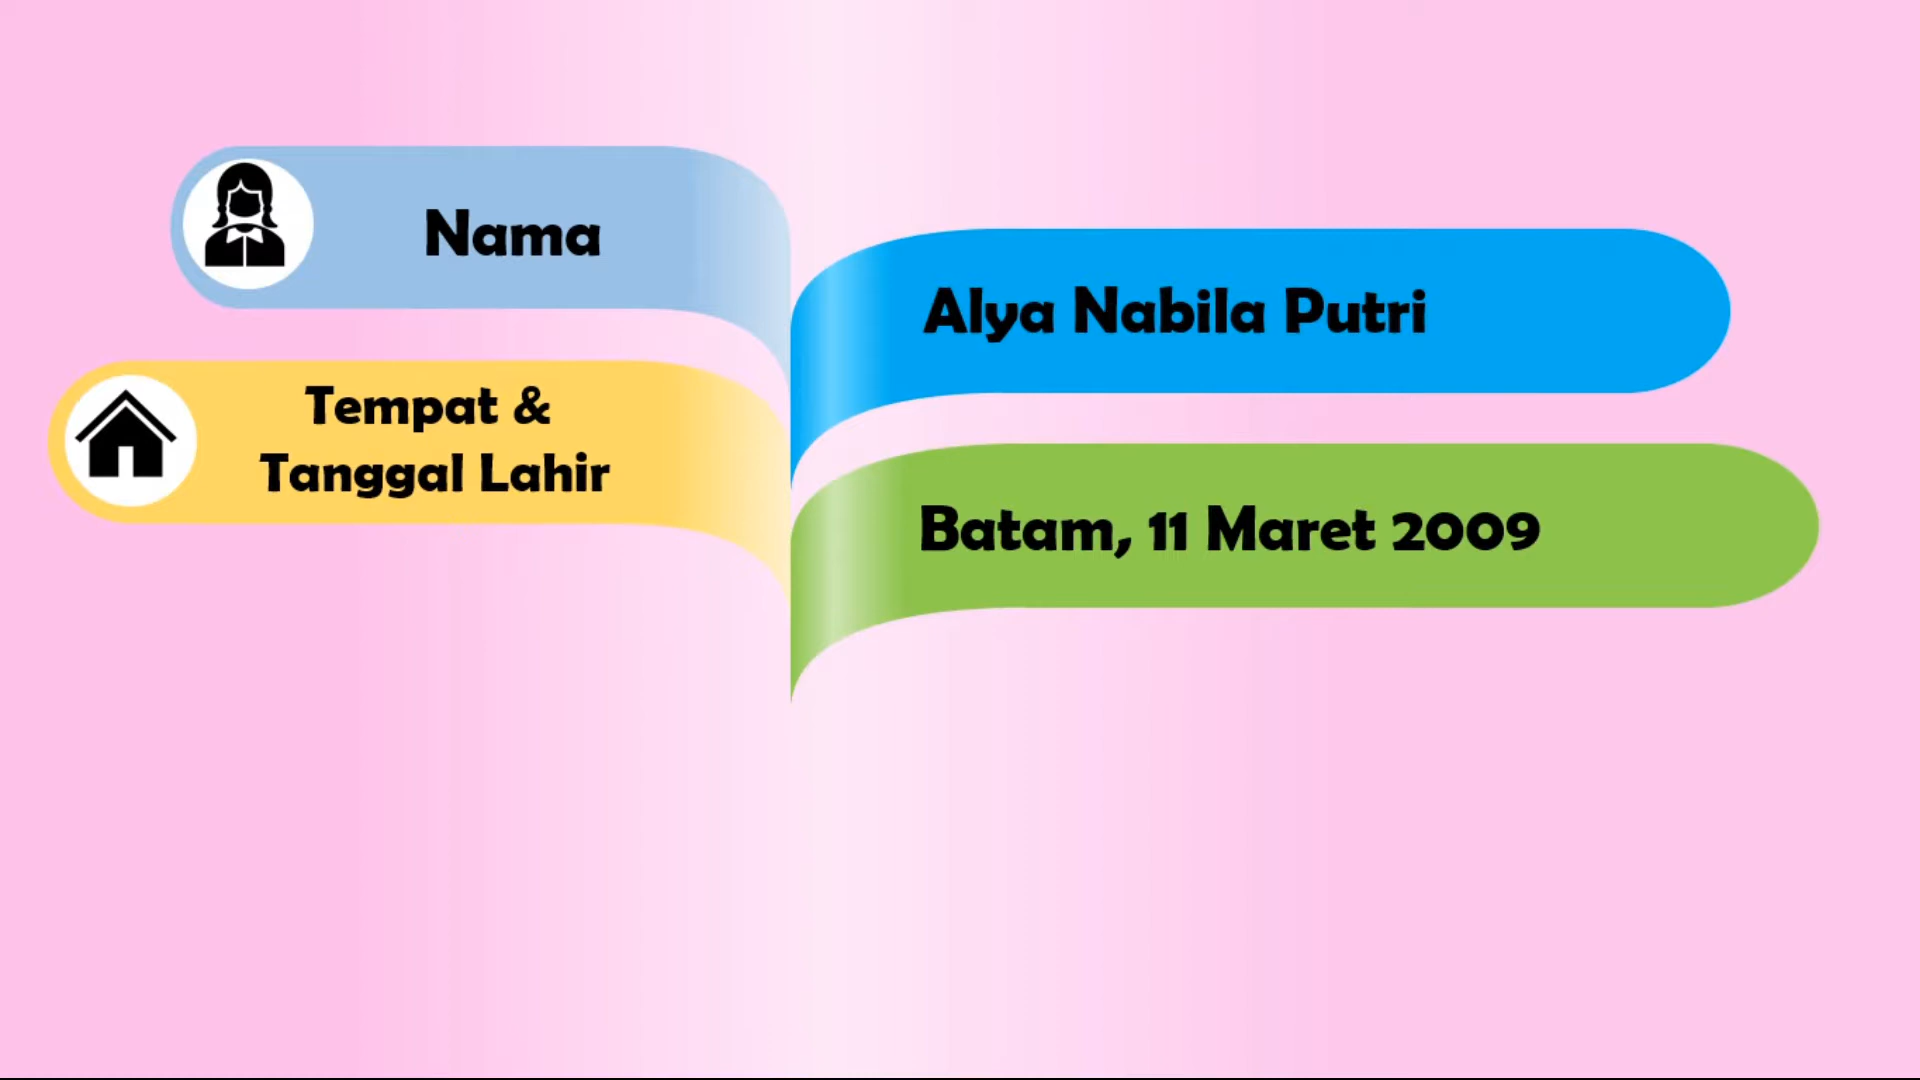 Nama
Alya Nabila Putri
Tempat &
Tanggal Lahir
Batam, 11 Maret 2009